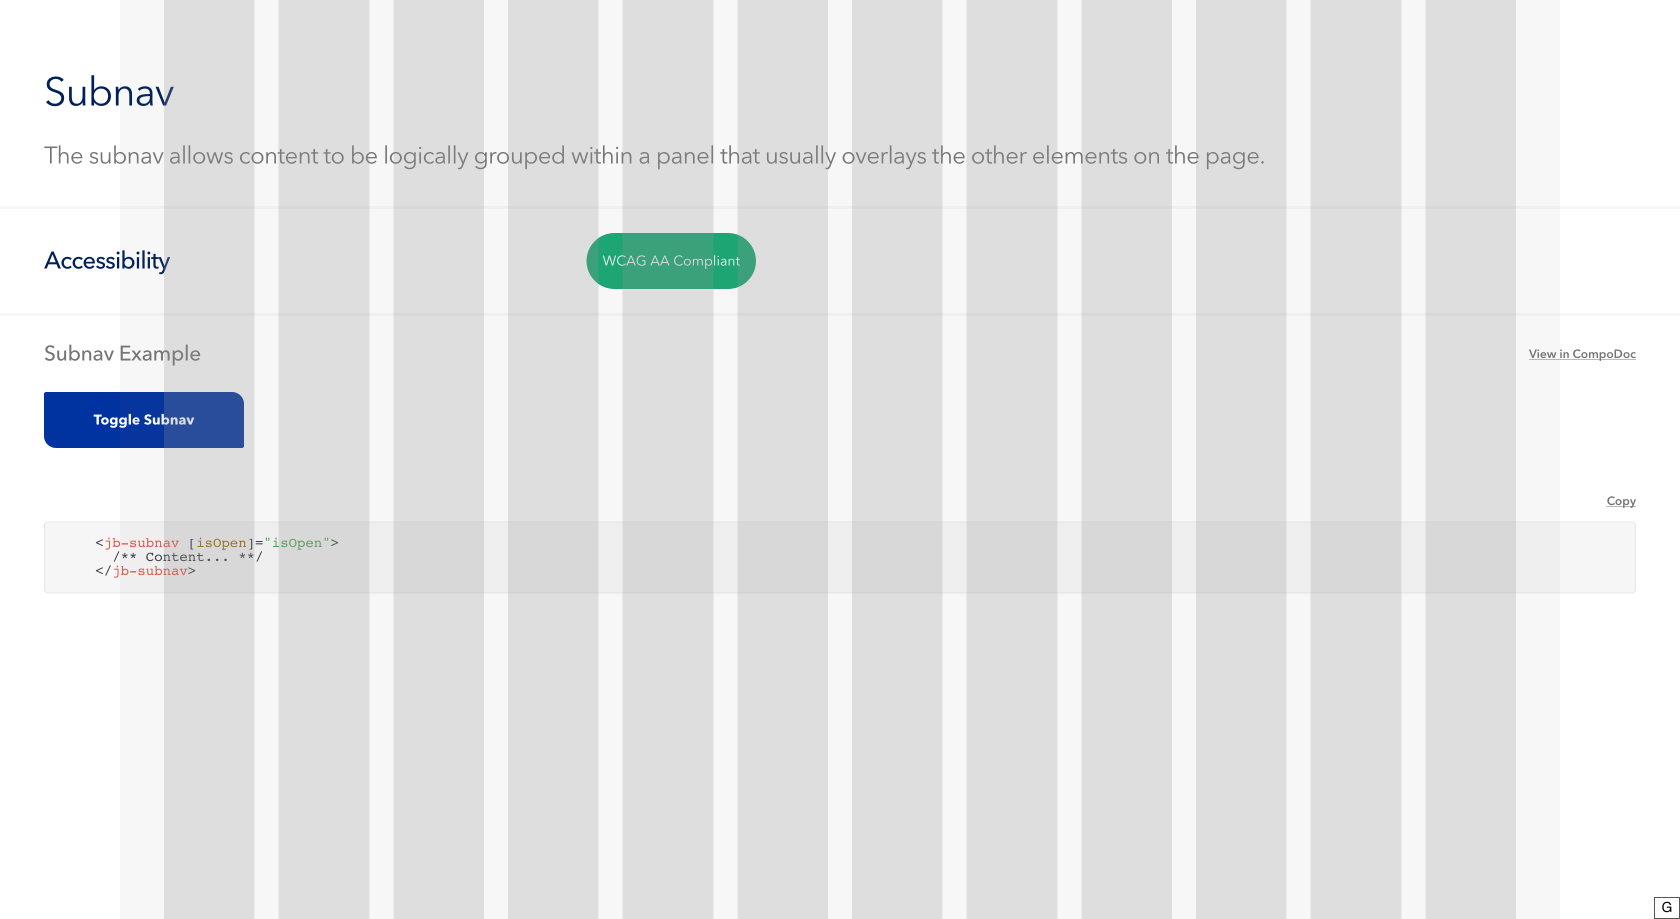 Subnav
The subnav allows content to be logically grouped within a panel that usually overlays the other elements on the page.
Accessibility
WCAG AA Compliant
Subnav Example
View in CompoDoc
Toggle Subnav
Copy
<jb-subnav [isOpen]="isOpen">
/** Content... **/
</jb-subnav>
G